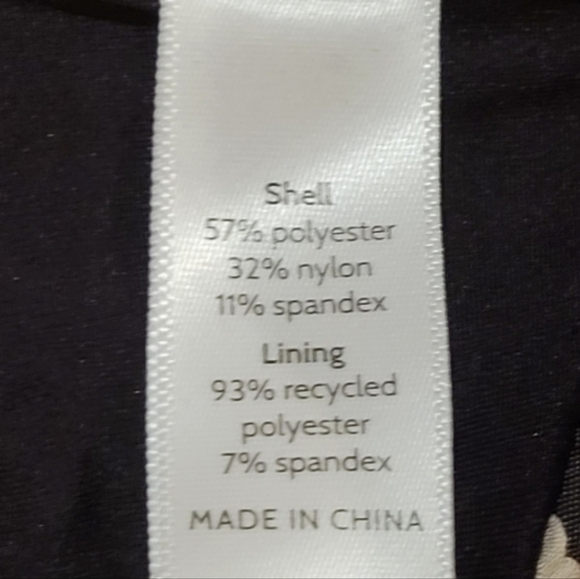 Shell
57% polyester
32% nylon
11% spandex
Lining
93% recycled
polyester
7% spandex
MADE IN CHINA